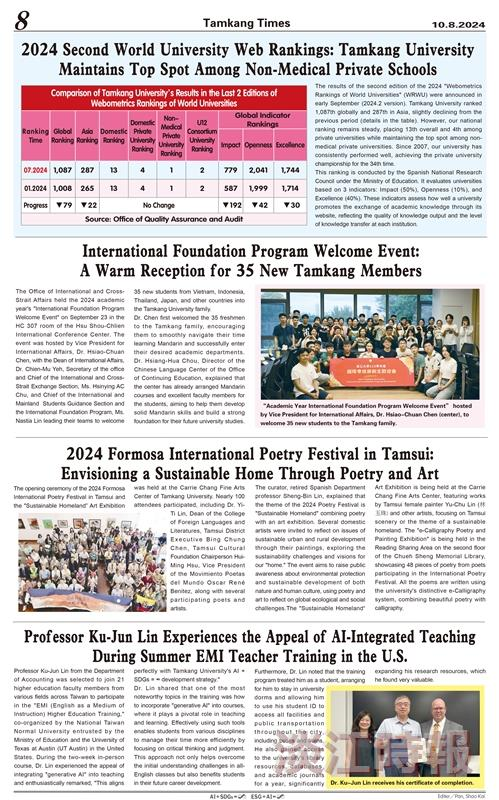 8
Tamkang Times
10.8.2024
2024 Second World University Web Rankings: Tamkang University
Maintains Top Spot Among Non-Medical Private Schools
Comparison of Tamkang University's Results in the Last 2 Editions of
Webometrics Rankings of World Universities
Ranking Time
Global Ranking
Asia Ranking
Domestic Ranking
Domestic Private University Ranking
Non-Medical Private University Ranking
U12 Consortium University Ranking
Global Indicator Rankings
Impact Openness Excellence
07.2024 1,087 287 13 4 1 2 779 2,041 1,744
01.2024 1,008 265 13 4 1 2 587 1,999 1,714
Progress ▼79 ▼22 No Change ▼192 ▼42 ▼30
Source: Office of Quality Assurance and Audit
The results of the second edition of the 2024 "Webometrics
Rankings of World Universities" (WRWU) were announced in
early September (2024.2 version). Tamkang University ranked
1,087th globally and 287th in Asia, slightly declining from the
previous period (details in the table). However, our national
ranking remains steady, placing 13th overall and 4th among
private universities while maintaining the top spot among non-
medical private universities. Since 2007, our university has
consistently performed well, achieving the private university
championship for the 34th time.
This ranking is conducted by the Spanish National Research
Council under the Ministry of Education. It evaluates universities
based on 3 indicators: Impact (50%), Openness (10%), and
Excellence (40%). These indicators assess how well a university
promotes the exchange of academic knowledge through its
website, reflecting the quality of knowledge output and the level
of knowledge transfer at each institution.
International Foundation Program Welcome Event:
A Warm Reception for 35 New Tamkang Members
The Office of International and Cross-
Strait Affairs held the 2024 academic
year's "International Foundation Program
Welcome Event" on September 23 in the
HC 307 room of the Hsu Shou-Chlien
International Conference Center. The
event was hosted by Vice President for
International Affairs, Dr. Hsiao-Chuan
Chen, with the Dean of International Affairs,
Dr. Chien-Mu Yeh, Secretary of the office
and Chief of the International and Cross-
Strait Exchange Section, Ms. Hsinying AC
Chu, and Chief of the International and
Mainland Students Guidance Section and
the International Foundation Program, Ms.
Nastia Lin leading their teams to welcome
35 new students from Vietnam, Indonesia,
Thailand, Japan, and other countries into
the Tamkang University family.
Dr. Chen first welcomed the 35 freshmen
to the Tamkang family, encouraging
them to smoothly navigate their time
learning Mandarin and successfully enter
their desired academic departments.
Dr. Hsiang-Hua Chou, Director of the
Chinese Language Center of the Office
of Continuing Education, explained that
the center has already arranged Mandarin
courses and excellent faculty members for
the students, aiming to help them develop
solid Mandarin skills and build a strong
foundation for their future university studies.
"Academic Year International Foundation Program Welcome Event" hosted
by Vice President for International Affairs, Dr. Hsiao-Chuan Chen (center), to
welcome 35 new students to the Tamkang family.
2024 Formosa International Poetry Festival in Tamsui:
Envisioning a Sustainable Home Through Poetry and Art
The opening ceremony of the 2024 Formosa
International Poetry Festival in Tamsui and
the "Sustainable Homeland" Art Exhibition
was held at the Carrie Chang Fine Arts
Center of Tamkang University. Nearly 100
attendees participated, including Dr. Yi-
Ti Lin, Dean of the College
of Foreign Languages and
Literatures, Tamsui District
Executive Bing Chung
Chen, Tamsui Cultural
Foundation Chairperson Hsi-
Ming Hsu, Vice President
of the Movimiento Poetas
del Mundo Oscar René
Benitez, along with several
participating poets and
artists.
The curator, retired Spanish Department
professor Sheng-Bin Lin, explained that
the theme of the 2024 Poetry Festival is
"Sustainable Homeland" combining poetry
with an art exhibition. Several domestic
artists were invited to reflect on issues of
sustainable urban and rural development
through their paintings, exploring the
sustainability challenges and visions for
our "home." The event aims to raise public
awareness about environmental protection
and sustainable development of both
nature and human culture, using poetry and
art to reflect on global ecological and social
challenges.The "Sustainable Homeland"
Art Exhibition is being held at the Carrie
Chang Fine Arts Center, featuring works
by Tamsui female painter Yu-Chu Lin (林
玉珠) and other artists, focusing on Tamsui
scenery or the theme of a sustainable
homeland. The "e-Calligraphy Poetry and
Painting Exhibition" is being held in the
Reading Sharing Area on the second floor
of the Chueh Sheng Memorial Library,
showcasing 48 pieces of poetry from poets
participating in the International Poetry
Festival. All the poems are written using
the university's distinctive e-Calligraphy
system, combining beautiful poetry with
calligraphy.
Professor Ku-Jun Lin Experiences the Appeal of AI-Integrated Teaching
During Summer EMI Teacher Training in the U.S.
Professor Ku-Jun Lin from the Department
of Accounting was selected to join 21
higher education faculty members from
various fields across Taiwan to participate
in the "EMI (English as a Medium of
Instruction) Higher Education Training,"
co-organized by the National Taiwan
Normal University entrusted by the
Ministry of Education and the University of
Texas at Austin (UT Austin) in the United
States. During the two-week in-person
course, Dr. Lin experienced the appeal of
integrating "generative AI" into teaching
and enthusiastically remarked, "This aligns
perfectly with Tamkang University's AI +
SDGs = ∞ development strategy."
Dr. Lin shared that one of the most
noteworthy topics in the training was how
to incorporate "generative AI" into courses,
where it plays a pivotal role in teaching
and learning. Effectively using such tools
enables students from various disciplines
to manage their time more efficiently by
focusing on critical thinking and judgment.
This approach not only helps overcome
the initial understanding challenges in all-
English classes but also benefits students
in their future career development.
Furthermore, Dr. Lin noted that the training
program treated him as a student, arranging
for him to stay in university
dorms and allowing him
to use his student ID to
access all facilities and
public transportation
throughout the city,
including
He also
to the
resources, databases,
and academic journals
for a year, significantly
expanding his research resources, which
he found very valuable.
Dr. Ku-Jun Lin receives his certificate of completion.
AI+SDGs=∞ ESG+AI=∞
Editor / Pan, Shao Kai